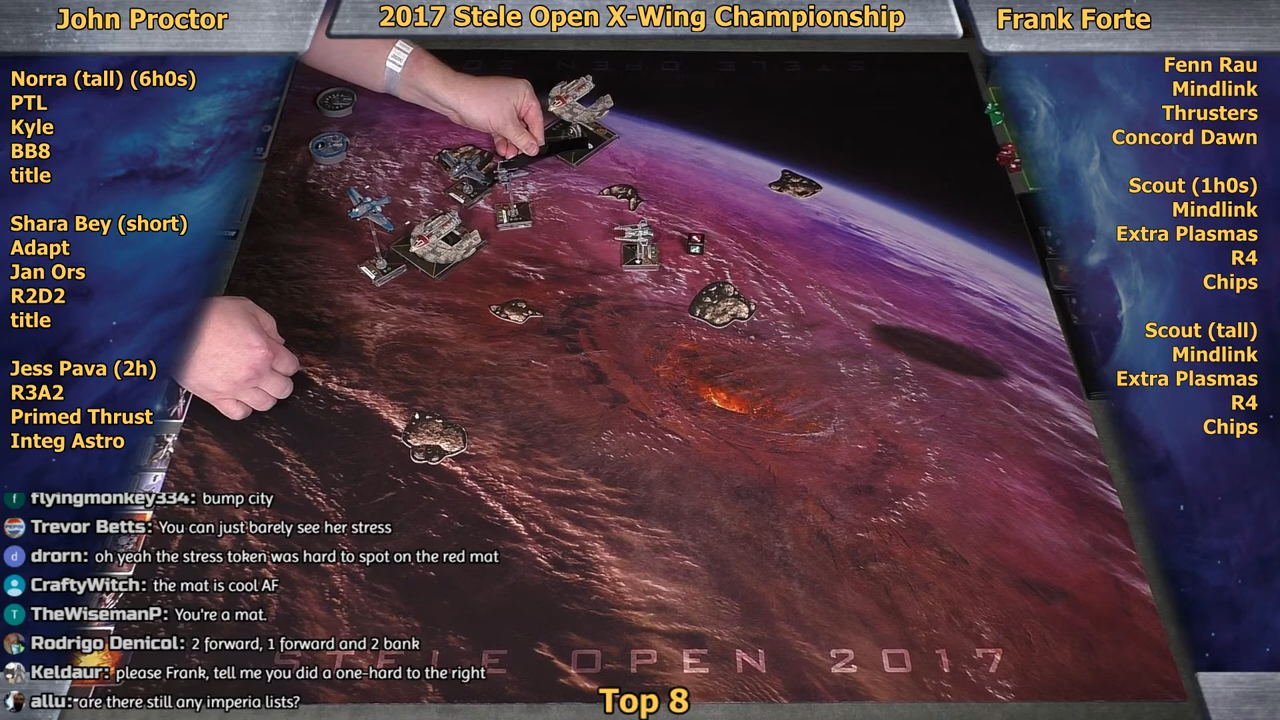 John Proctor
2017 Stele Open X-Wing Championship
Frank Forte
Norra (tall) (6h0s)
PTL
Kyle
BB8
title
Shara Bey (short)
Adapt
Jan Ors
R2D2
title
Jess Pava (2h)
R3A2
Primed Thrust
Integ Astro
Fenn Rau
Mindlink
Thrusters
Concord Dawn
Scout (1h0s)
Mindlink
Extra Plasmas
R4
Chips
Scout (tall)
Mindlink
Extra Plasmas
R4
Chips
flyingmonkey334: bump city
Trevor Betts: You can just barely see her stress
drorn: oh yeah the stress token was hard to spot on the red mat
CraftyWitch: the mat is cool AF
TheWisemanP: You're a mat.
Rodrigo Denicol: 2 forward, 1 forward and 2 bank
Keldaur: please Frank, tell me you did a one-hard to the right
allu: are there still any imperia lists?
STELE OPEN 2017
Top 8